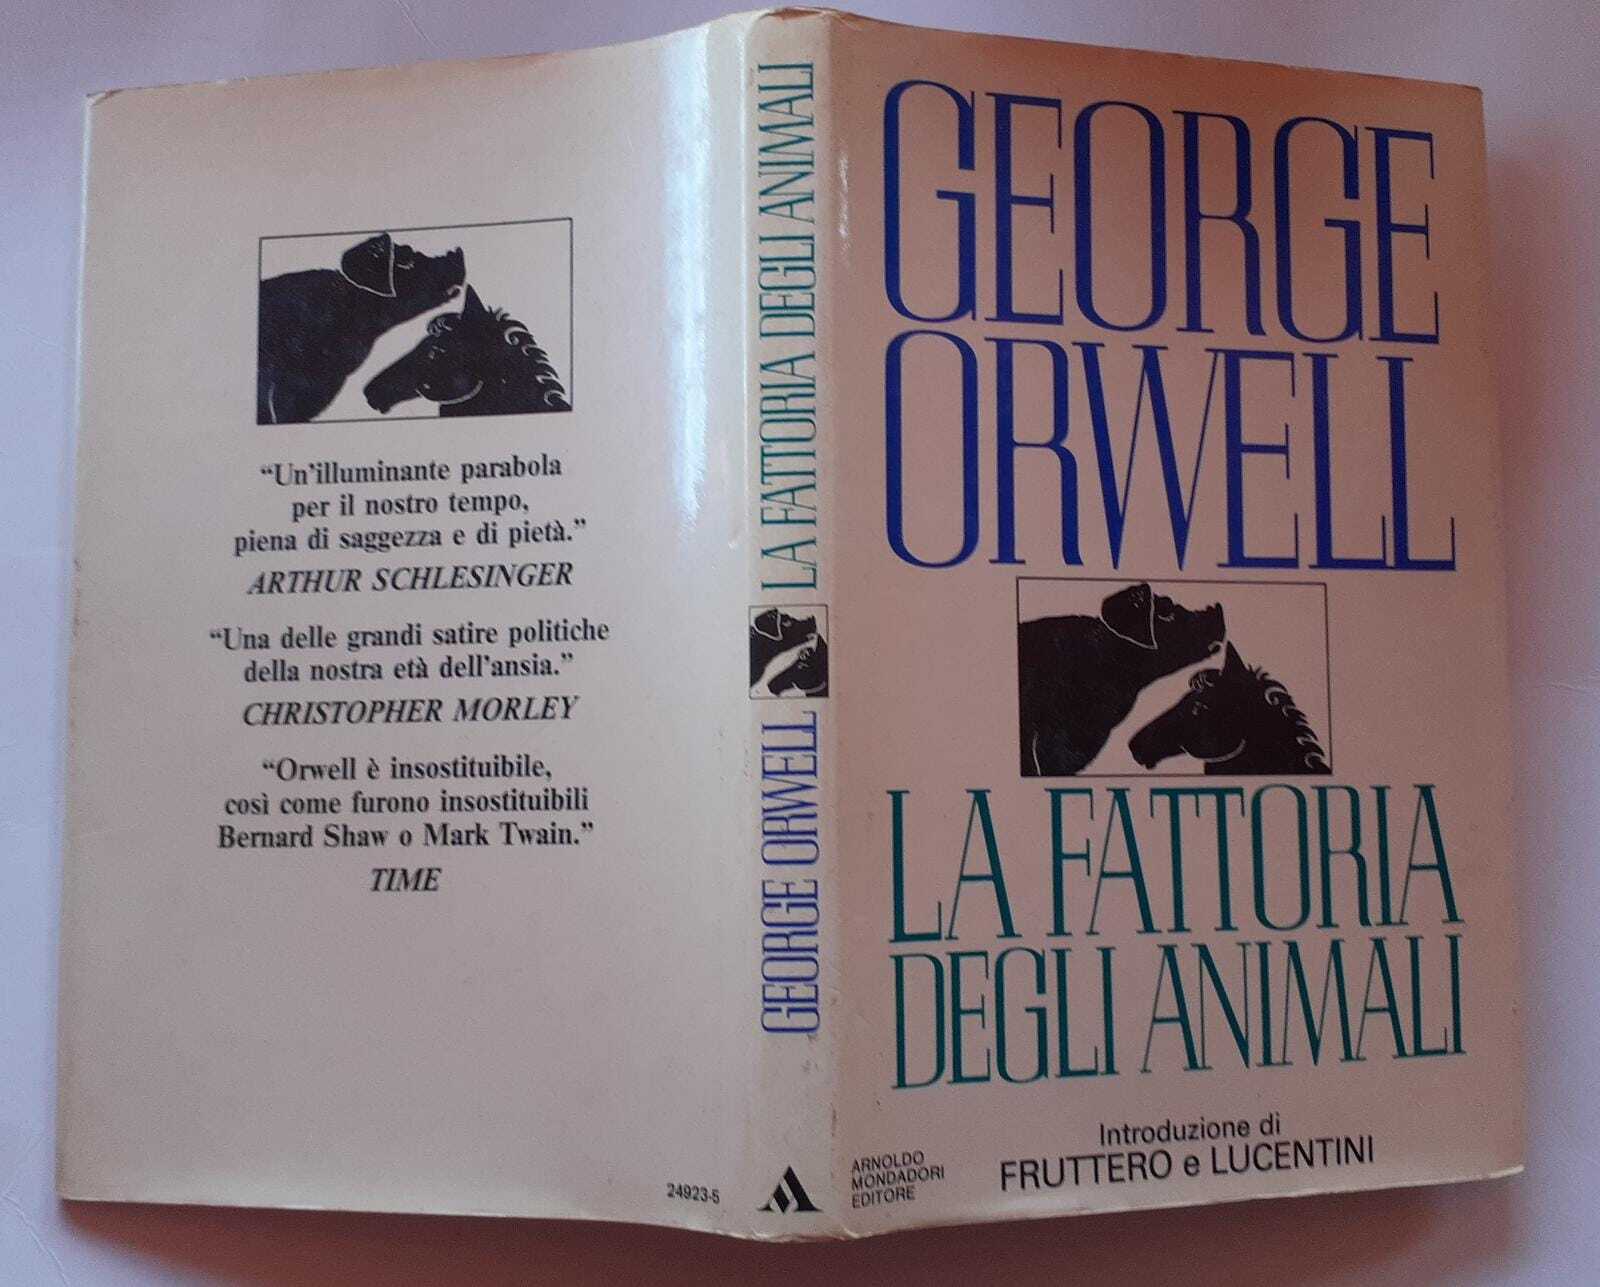 “Un’illuminante parabola
per il nostro tempo,
piena di saggezza e di pietà.”
ARTHUR SCHLESINGER
“Una delle grandi satire politiche
della nostra età dell’ansia.”
CHRISTOPHER MORLEY
“Orwell è insostituibile,
così come furono insostituibili
Bernard Shaw o Mark Twain.”
TIME
24923-5
GEORGE ORWELL
LA FATTORIA DEGLI ANIMALI
GEORGE
ORWELL
LA FATTORIA
DEGLI ANIMALI
Introduzione di
FRUTTERO e LUCENTINI
ARNOLDO
MONDADORI
EDITORE